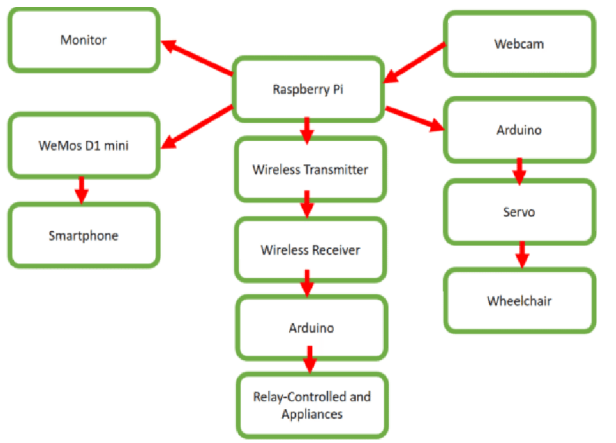 Monitor
Webcam
Raspberry Pi
WeMos D1 mini
Arduino
Wireless Transmitter
Servo
Smartphone
Wireless Receiver
Wheelchair
Arduino
Relay-Controlled and
Appliances